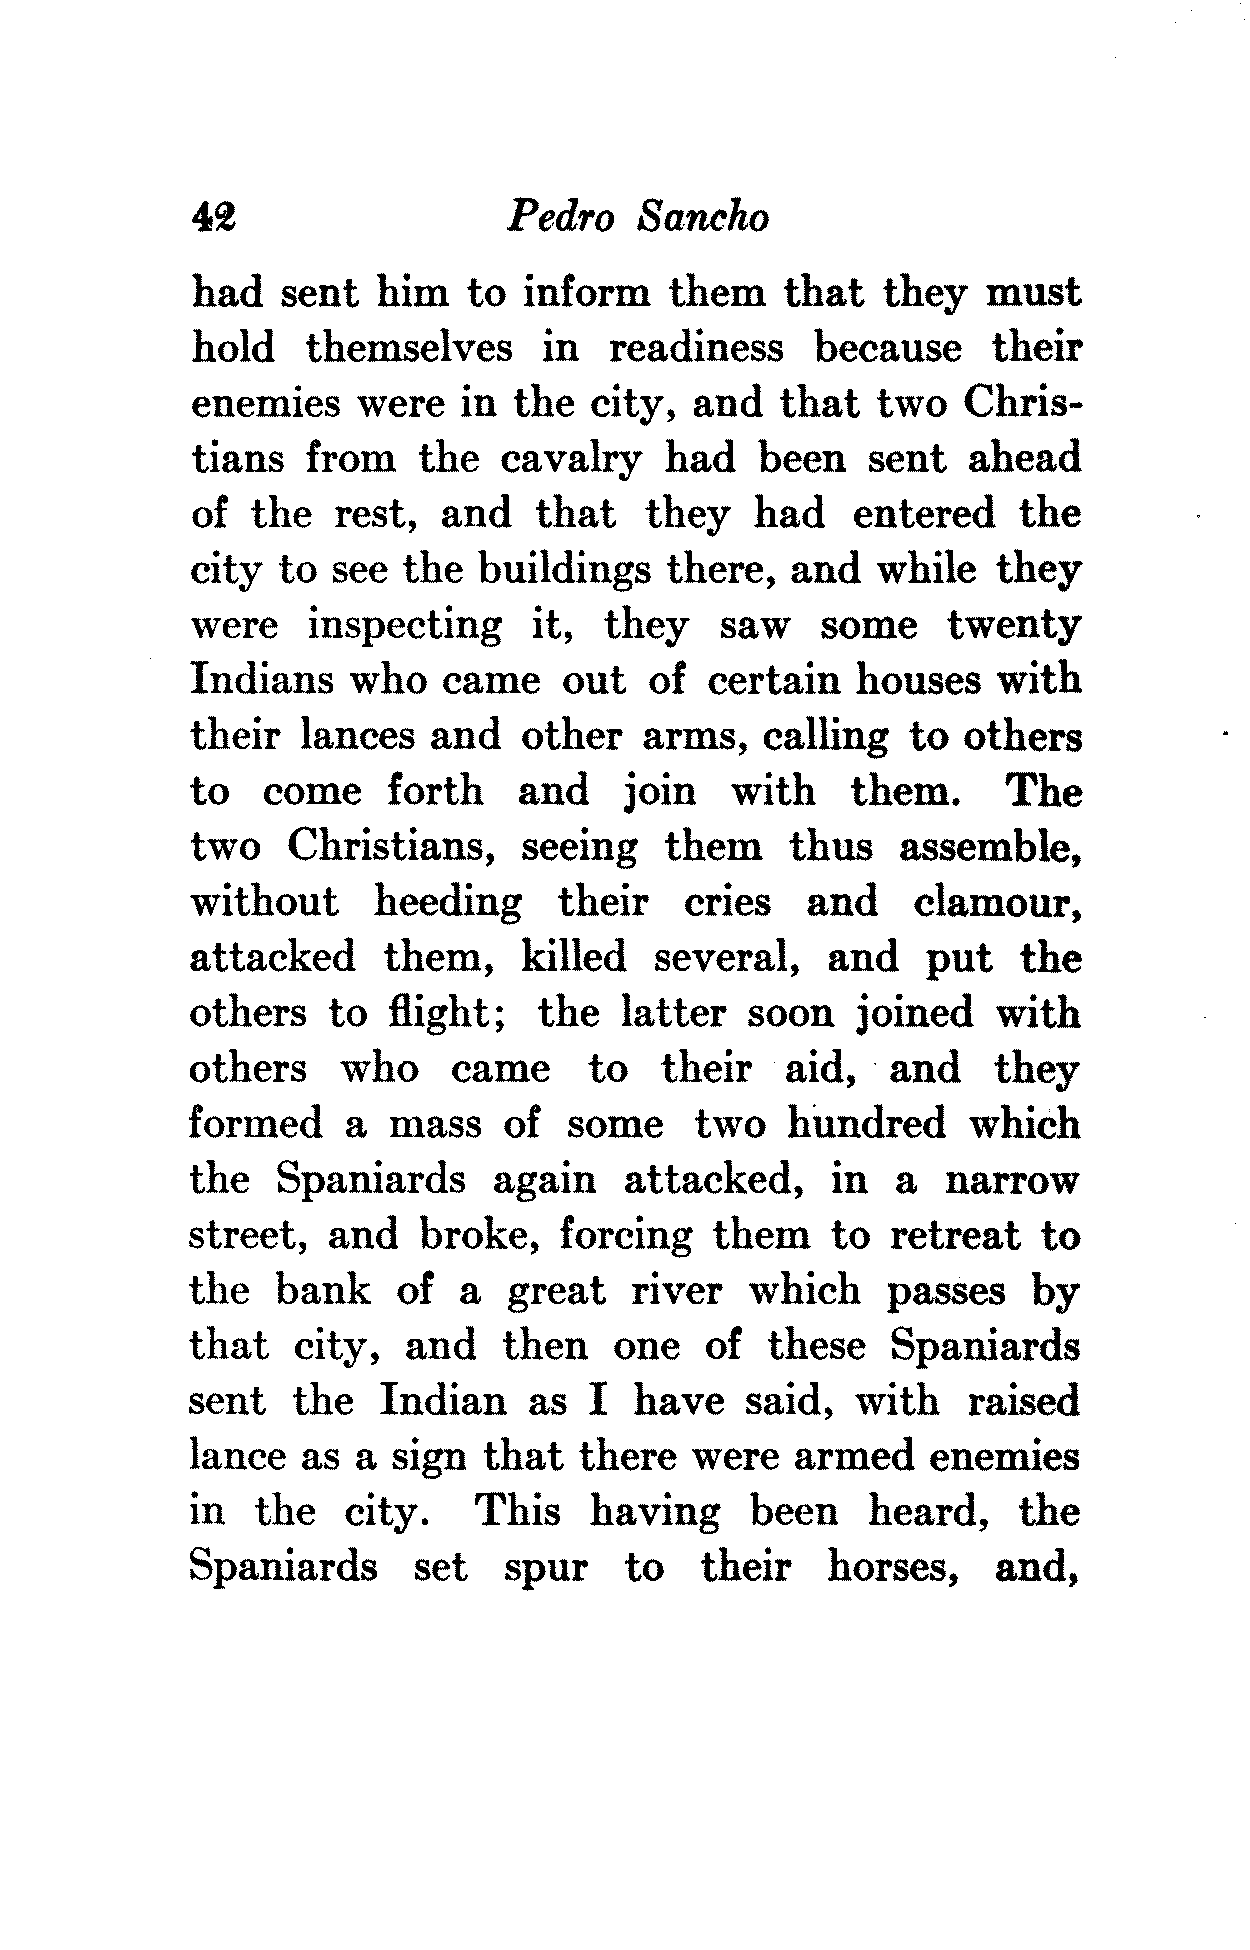 42 Pedro Sancho
had sent him to inform them that they must
hold themselves in readiness because their
enemies were in the city, and that two Chris-
tians from the cavalry had been sent ahead
of the rest, and that they had entered the
city to see the buildings there, and while they
were inspecting it, they saw some twenty
Indians who came out of certain houses with
their lances and other arms, calling to others
to come forth and join with them. The
two Christians, seeing them thus assemble,
without heeding their cries and clamour,
attacked them, killed several, and put the
others to flight; the latter soon joined with
others who came to their aid, and they
formed a mass of some two hundred which
the Spaniards again attacked, in a narrow
street, and broke, forcing them to retreat to
the bank of a great river which passes by
that city, and then one of these Spaniards
sent the Indian as I have said, with raised
lance as a sign that there were armed enemies
in the city. This having been heard, the
Spaniards set spur to their horses, and,